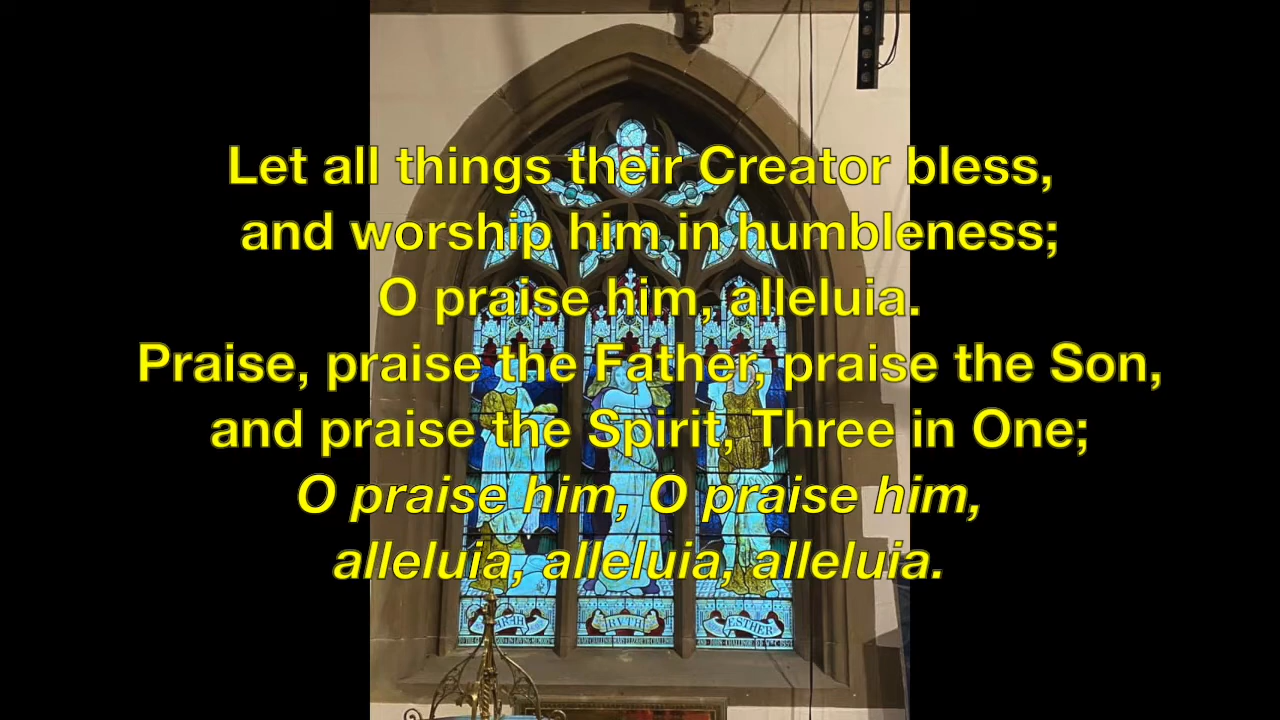 Let all things their Creator bless,
and worship him in humbleness;
O praise him, alleluia.
Praise, praise the Father, praise the Son,
and praise the Spirit, Three in One;
O praise him, O praise him,
alleluia, alleluia, alleluia.
RVTH
ESTHER